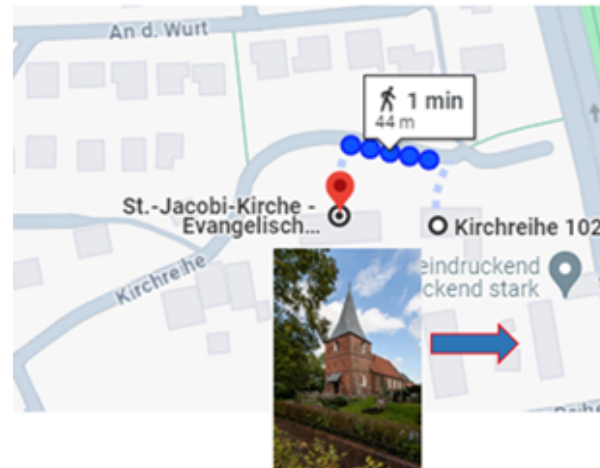 An d. Wurt
1 min
44 m
St.-Jacobi-Kirche -
Evangelisch...
Kirchreihe 102
eindruckend
ckend stark
Kirchreihe